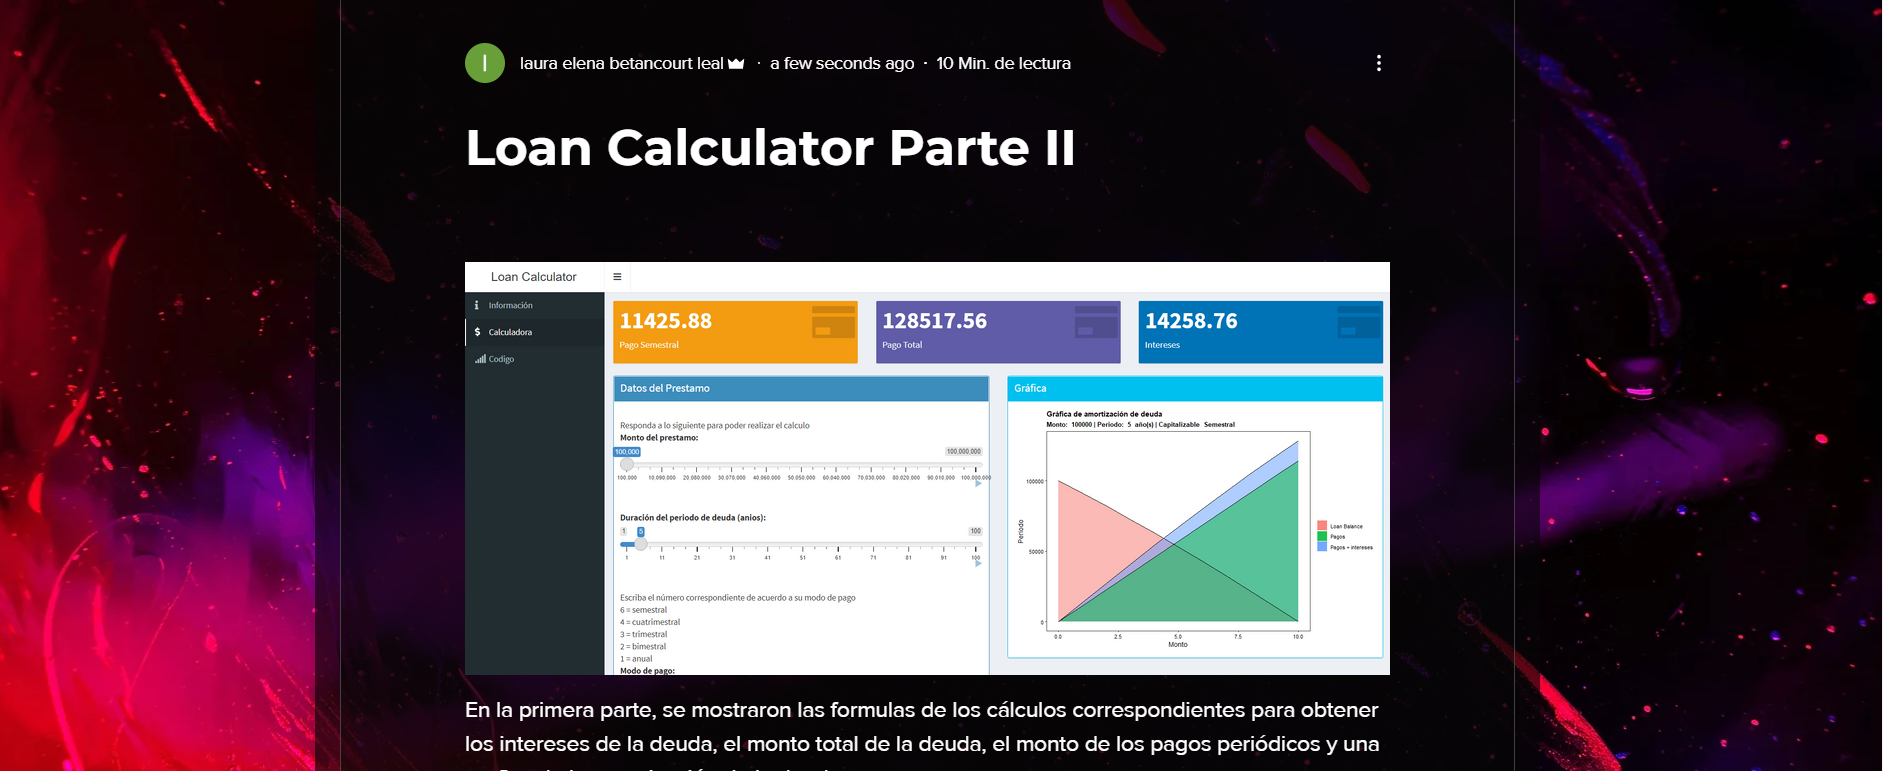 l
laura elena betancourt leal · a few seconds ago · 10 Min. de lectura
Loan Calculator Parte II
Loan Calculator
Información
Calculadora
Codigo
11425.88
Pago Semestral
128517.56
Pago Total
14258.76
Intereses
Datos del Prestamo
Responda a lo siguiente para poder realizar el calculo
Monto del prestamo:
100,000 100,000,000
100,000 10,090,000 20,080,000 30,070,000 40,060,000 50,050,000 60,040,000 70,030,000 80,020,000 90,010,000 100,000,000
Duración del periodo de deuda (anios):
1 5 100
1 11 21 31 41 51 61 71 81 91 100
Escriba el número correspondiente de acuerdo a su modo de pago
6 = semestral
4 = cuatrimestral
3 = trimestral
2 = bimestral
1 = anual
Modo de pago:
Gráfica
Gráfica de amortización de deuda
Monto: 100000 | Periodo: 5 año(s) | Capitalizable Semestral
100000
50000
0
Periodo
0.0 2.5 5.0 7.5 10.0
Monto
Loan Balance
Pagos
Pagos + intereses
En la primera parte, se mostraron las formulas de los cálculos correspondientes para obtener
los intereses de la deuda, el monto total de la deuda, el monto de los pagos periódicos y una